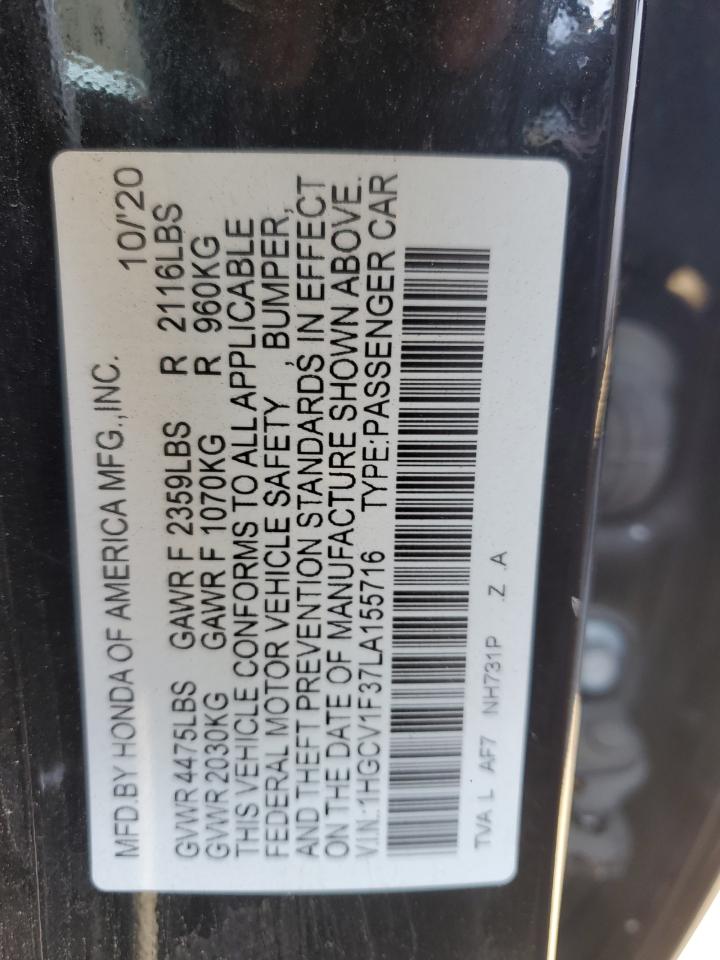 MFD.BY HONDA OF AMERICA MFG.,INC. 10/'20
GVWR 4475LBS GAWR F 2359LBS R 2116LBS
GVWR 2030KG GAWR F 1070KG R 960KG
THIS VEHICLE CONFORMS TO ALL APPLICABLE
FEDERAL MOTOR VEHICLE SAFETY, BUMPER,
AND THEFT PREVENTION STANDARDS IN EFFECT
ON THE DATE OF MANUFACTURE SHOWN ABOVE.
V.I.N.:1HGCV1F37LA155716 TYPE:PASSENGER CAR
TVA L AF7 NH731P .Z .A